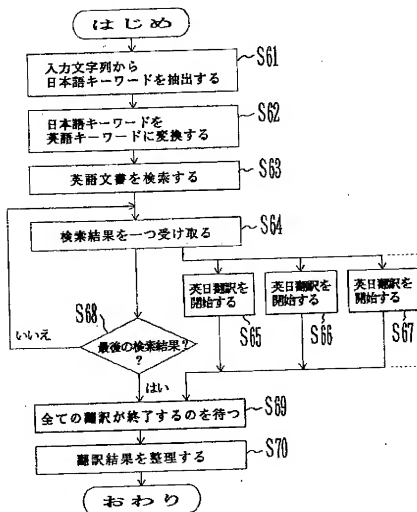 はじめ
入力文字列から
日本語キーワードを抽出する
S61
日本語キーワードを
英語キーワードに変換する
S62
英語文書を検索する
S63
検索結果を一つ受け取る
S64
英日翻訳を
開始する
S65
英日翻訳を
開始する
S66
英日翻訳を
開始する
S67
S68
最後の検索結果?
?
いいえ
はい
全ての翻訳が終了するのを待つ
S69
翻訳結果を整理する
S70
おわり